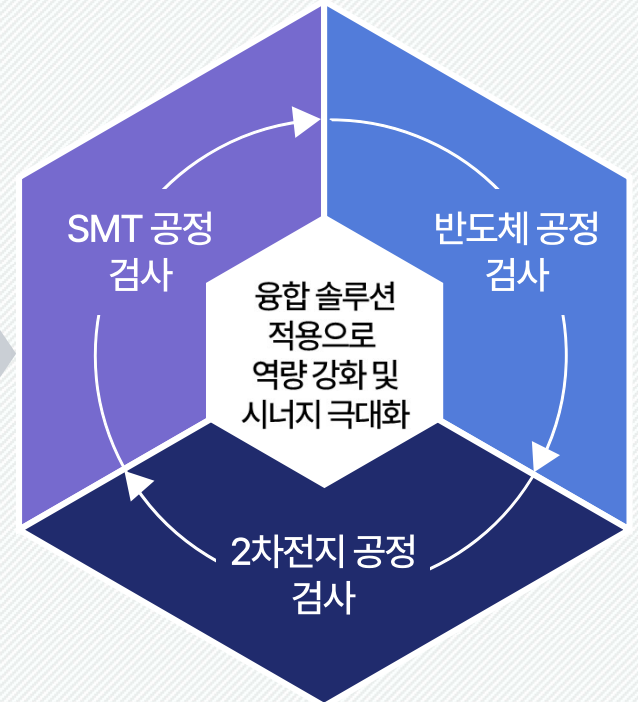 SMT 공정
검사
반도체 공정
검사
융합 솔루션
적용으로
역량 강화 및
시너지 극대화
2차전지 공정
검사